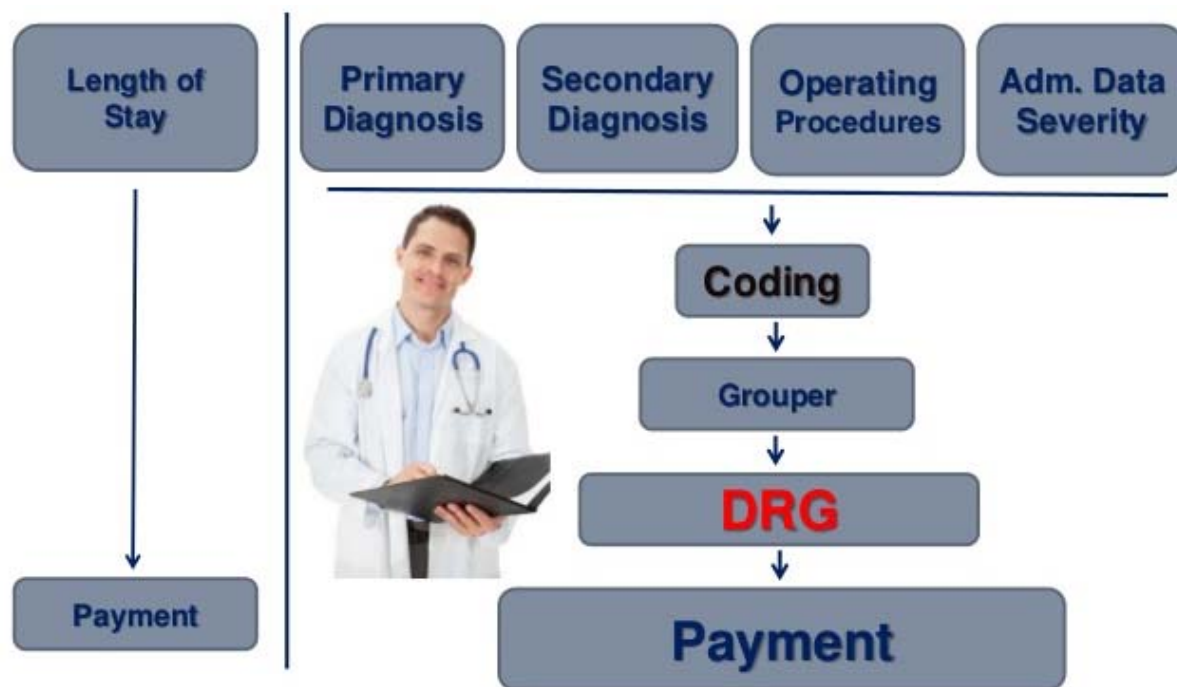 Length of
Stay
Payment
Primary
Diagnosis
Secondary
Diagnosis
Operating
Procedures
Adm. Data
Severity
Coding
Grouper
DRG
Payment